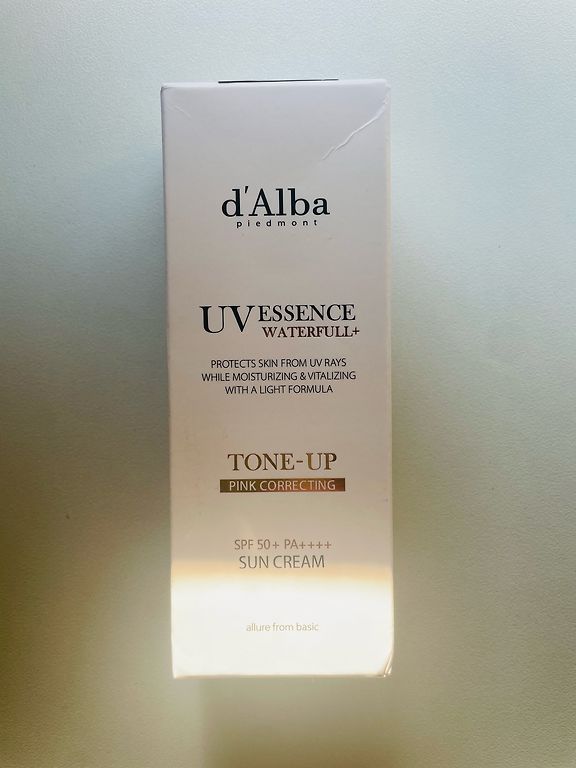 d'Alba
piedmont
UV ESSENCE
WATERFULL+
PROTECTS SKIN FROM UV RAYS
WHILE MOISTURIZING & VITALIZING
WITH A LIGHT FORMULA
TONE-UP
PINK CORRECTING
SPF 50+ PA++++
SUN CREAM
allure from basic